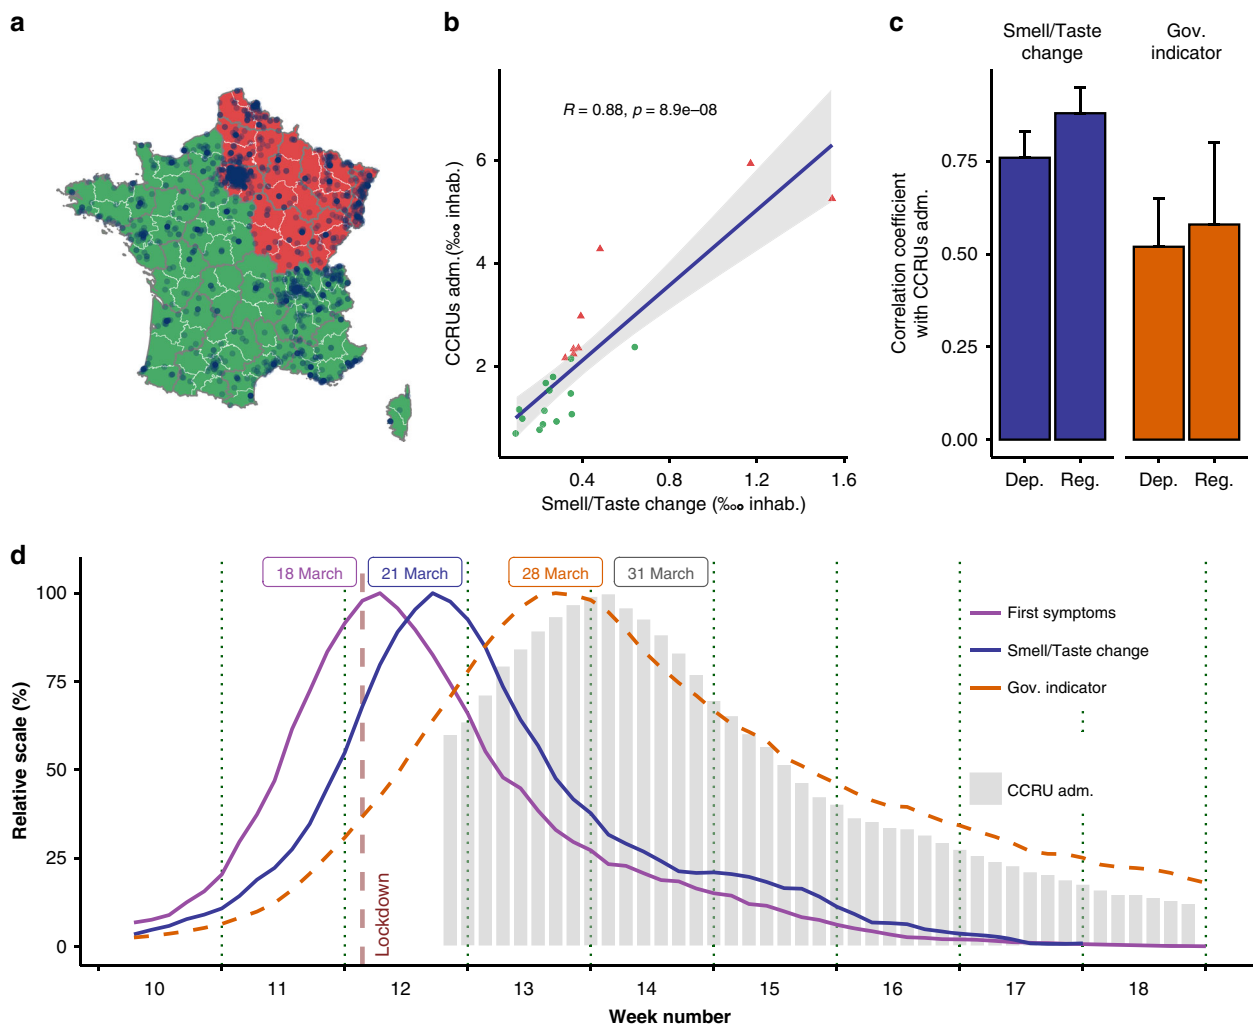 a
b
c
R = 0.88, p = 8.9e–08
CCRUs adm.(‱ inhab.)
6
4
2
0.4
0.8
1.2
1.6
Smell/Taste change (‱ inhab.)
Smell/Taste
change
Gov.
indicator
Correlation coefficient
with CCRUs adm.
0.75
0.50
0.25
0.00
Dep.
Reg.
Dep.
Reg.
d
18 March
21 March
28 March
31 March
Relative scale (%)
100
75
50
25
0
Lockdown
First symptoms
Smell/Taste change
Gov. indicator
CCRU adm.
10
11
12
13
14
15
16
17
18
Week number